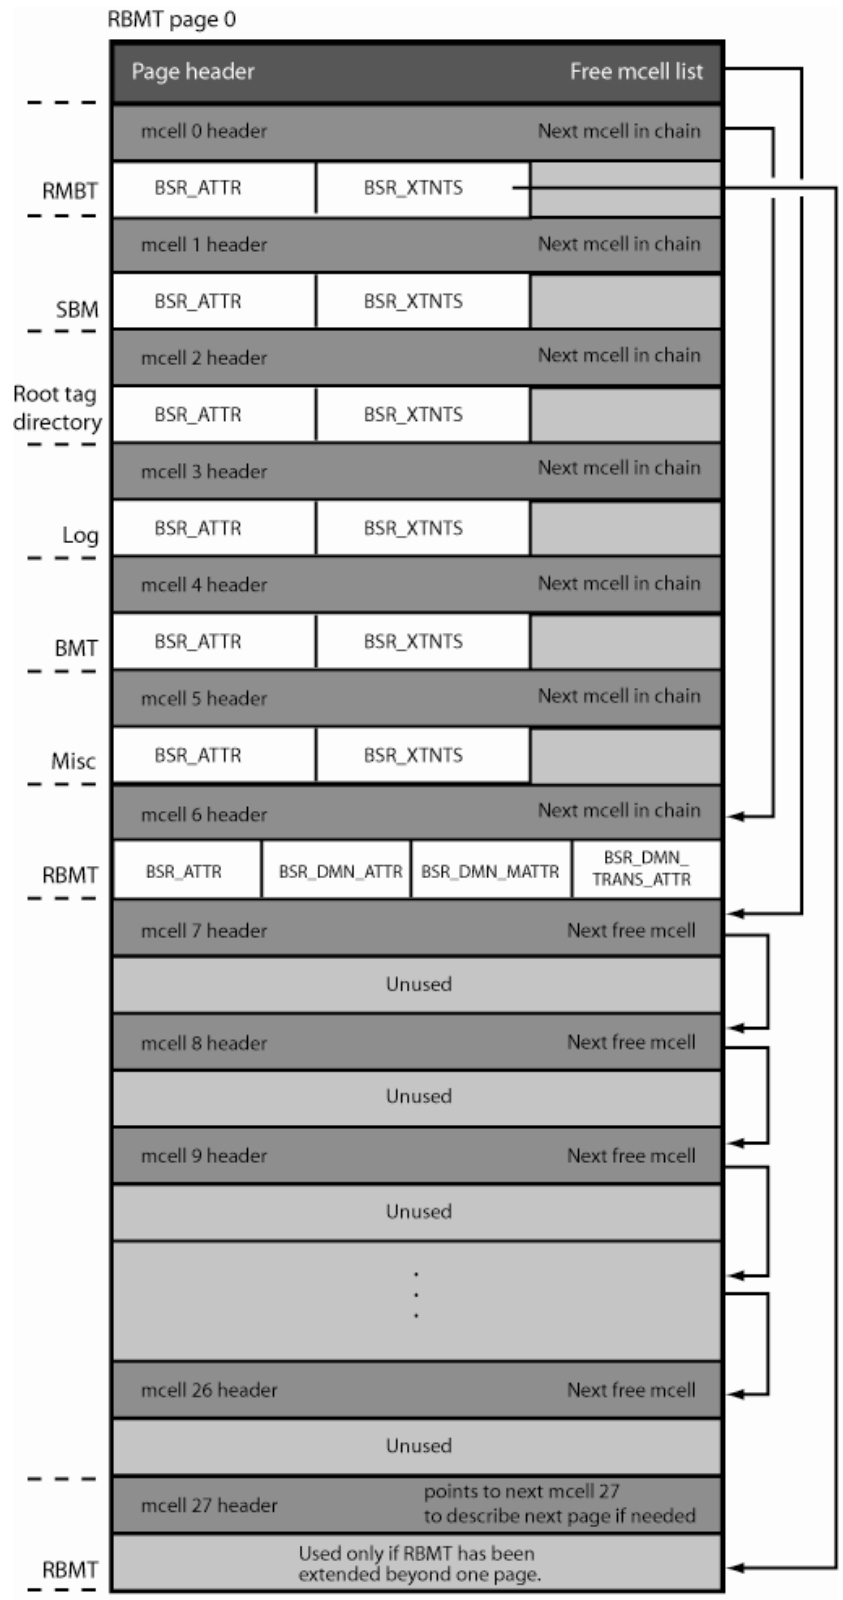 RBMT page 0
Page header Free mcell list
mcell 0 header Next mcell in chain
RMBT BSR_ATTR BSR_XTNTS
mcell 1 header Next mcell in chain
SBM BSR_ATTR BSR_XTNTS
mcell 2 header Next mcell in chain
Root tag
directory BSR_ATTR BSR_XTNTS
mcell 3 header Next mcell in chain
Log BSR_ATTR BSR_XTNTS
mcell 4 header Next mcell in chain
BMT BSR_ATTR BSR_XTNTS
mcell 5 header Next mcell in chain
Misc BSR_ATTR BSR_XTNTS
mcell 6 header Next mcell in chain
RBMT BSR_ATTR BSR_DMN_ATTR BSR_DMN_MATTR BSR_DMN_
TRANS_ATTR
mcell 7 header Next free mcell
Unused
mcell 8 header Next free mcell
Unused
mcell 9 header Next free mcell
Unused
.
.
.
mcell 26 header Next free mcell
Unused
mcell 27 header points to next mcell 27
to describe next page if needed
RBMT Used only if RBMT has been
extended beyond one page.